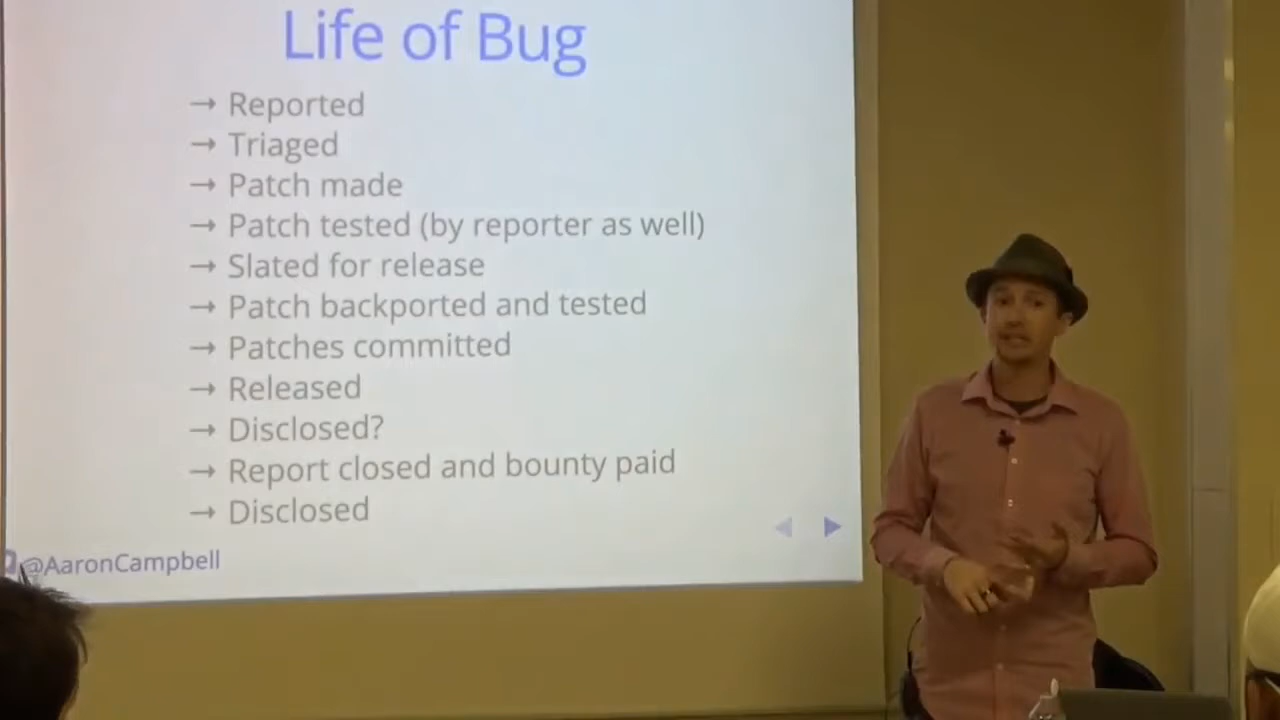 Life of Bug
→ Reported
→ Triaged
→ Patch made
→ Patch tested (by reporter as well)
→ Slated for release
→ Patch backported and tested
→ Patches committed
→ Released
→ Disclosed?
→ Report closed and bounty paid
→ Disclosed
@AaronCampbell